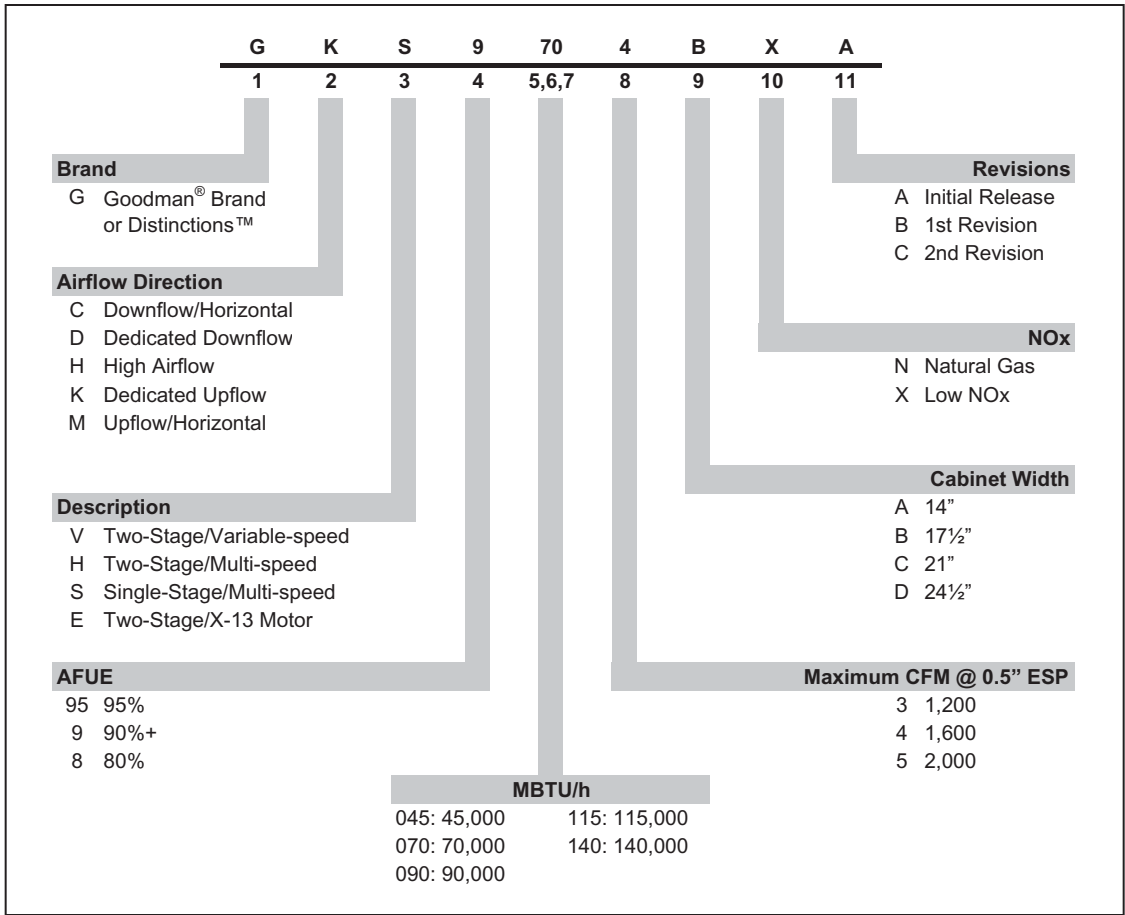 G K S 9 70 4 B X A
1 2 3 4 5,6,7 8 9 10 11
Brand
G Goodman® Brand
or Distinctions™
Airflow Direction
C Downflow/Horizontal
D Dedicated Downflow
H High Airflow
K Dedicated Upflow
M Upflow/Horizontal
Description
V Two-Stage/Variable-speed
H Two-Stage/Multi-speed
S Single-Stage/Multi-speed
E Two-Stage/X-13 Motor
AFUE
95 95%
9 90%+
8 80%
MBTU/h
045: 45,000 115: 115,000
070: 70,000 140: 140,000
090: 90,000
Revisions
A Initial Release
B 1st Revision
C 2nd Revision
NOx
N Natural Gas
X Low NOx
Cabinet Width
A 14”
B 17½”
C 21”
D 24½”
Maximum CFM @ 0.5” ESP
3 1,200
4 1,600
5 2,000